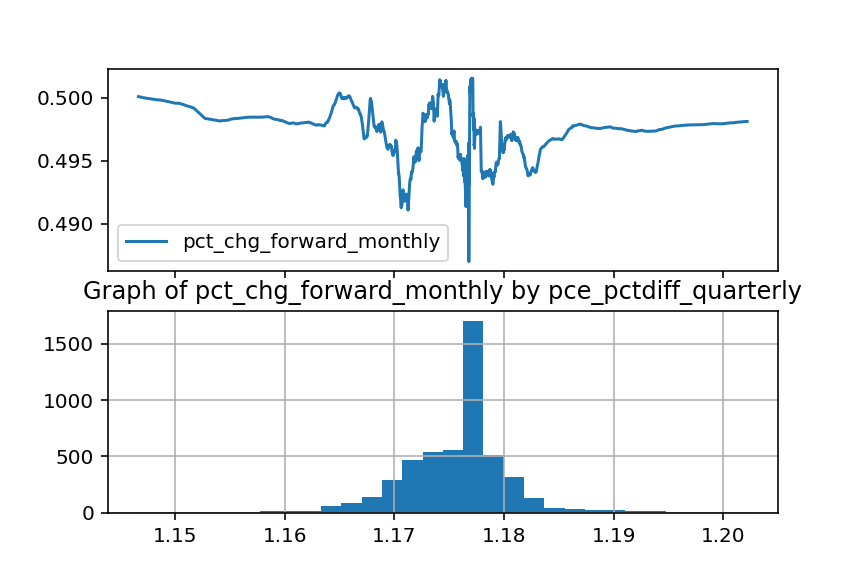 0.500
0.495
0.490
pct_chg_forward_monthly
Graph of pct_chg_forward_monthly by pce_pctdiff_quarterly
1500
1000
500
0
1.15 1.16 1.17 1.18 1.19 1.20